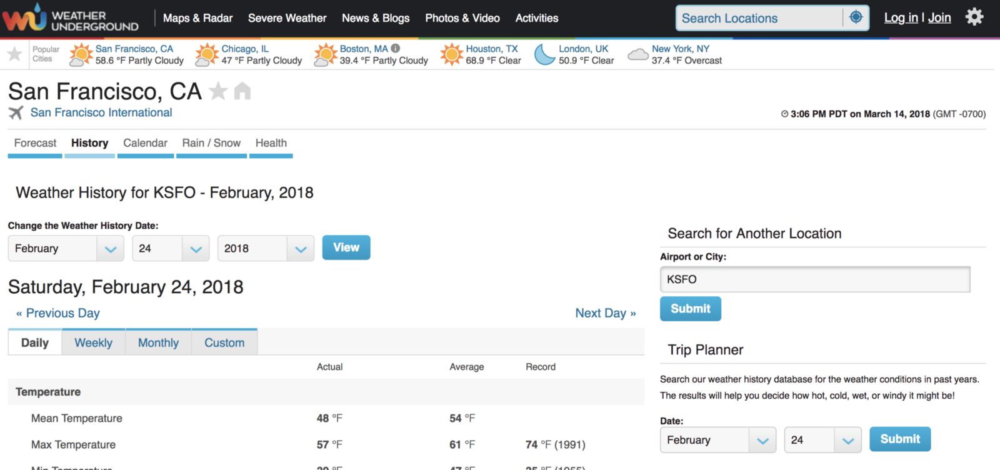 WEATHER UNDERGROUND
Maps & Radar Severe Weather News & Blogs Photos & Video Activities
Search Locations
Log in | Join
Popular Cities
San Francisco, CA
58.6 °F Partly Cloudy
Chicago, IL
47 °F Partly Cloudy
Boston, MA
39.4 °F Partly Cloudy
Houston, TX
68.9 °F Clear
London, UK
50.9 °F Clear
New York, NY
37.4 °F Overcast
San Francisco, CA
San Francisco International
3:06 PM PDT on March 14, 2018 (GMT -0700)
Forecast History Calendar Rain / Snow Health
Weather History for KSFO - February, 2018
Change the Weather History Date:
February 24 2018 View
Saturday, February 24, 2018
« Previous Day Next Day »
Daily Weekly Monthly Custom
Actual Average Record
Temperature
Mean Temperature 48 °F 54 °F
Max Temperature 57 °F 61 °F 74 °F (1991)
Min Temperature
Search for Another Location
Airport or City:
KSFO
Submit
Trip Planner
Search our weather history database for the weather conditions in past years.
The results will help you decide how hot, cold, wet, or windy it might be!
Date:
February 24 Submit